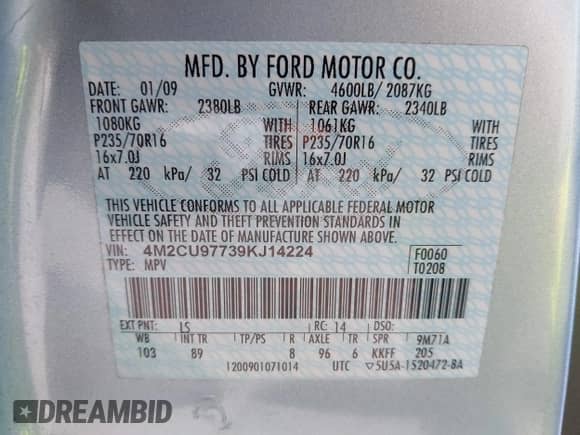 MFD. BY FORD MOTOR CO.
DATE: 01/09 GVWR: 4600LB/ 2087KG
FRONT GAWR: 2380LB REAR GAWR: 2340LB
1080KG WITH 1061KG WITH
P235/70R16 TIRES P235/70R16 TIRES
16x7.0J RIMS 16x7.0J RIMS
AT 220 kPa/ 32 PSI COLD AT 220 kPa/ 32 PSI COLD
THIS VEHICLE CONFORMS TO ALL APPLICABLE FEDERAL MOTOR
VEHICLE SAFETY AND THEFT PREVENTION STANDARDS IN
EFFECT ON THE DATE OF MANUFACTURE SHOWN ABOVE.
VIN: 4M2CU97739KJ14224 F0060
TYPE: MPV T0208
EXT PNT: LS RC: 14 DSO:
WB INT TR TP/PS R AXLE TR SPR 9M71A
103 89 8 96 6 KKFF 205
1200901071014 UTC ▽5U5A-1520472-BA
DREAMBID